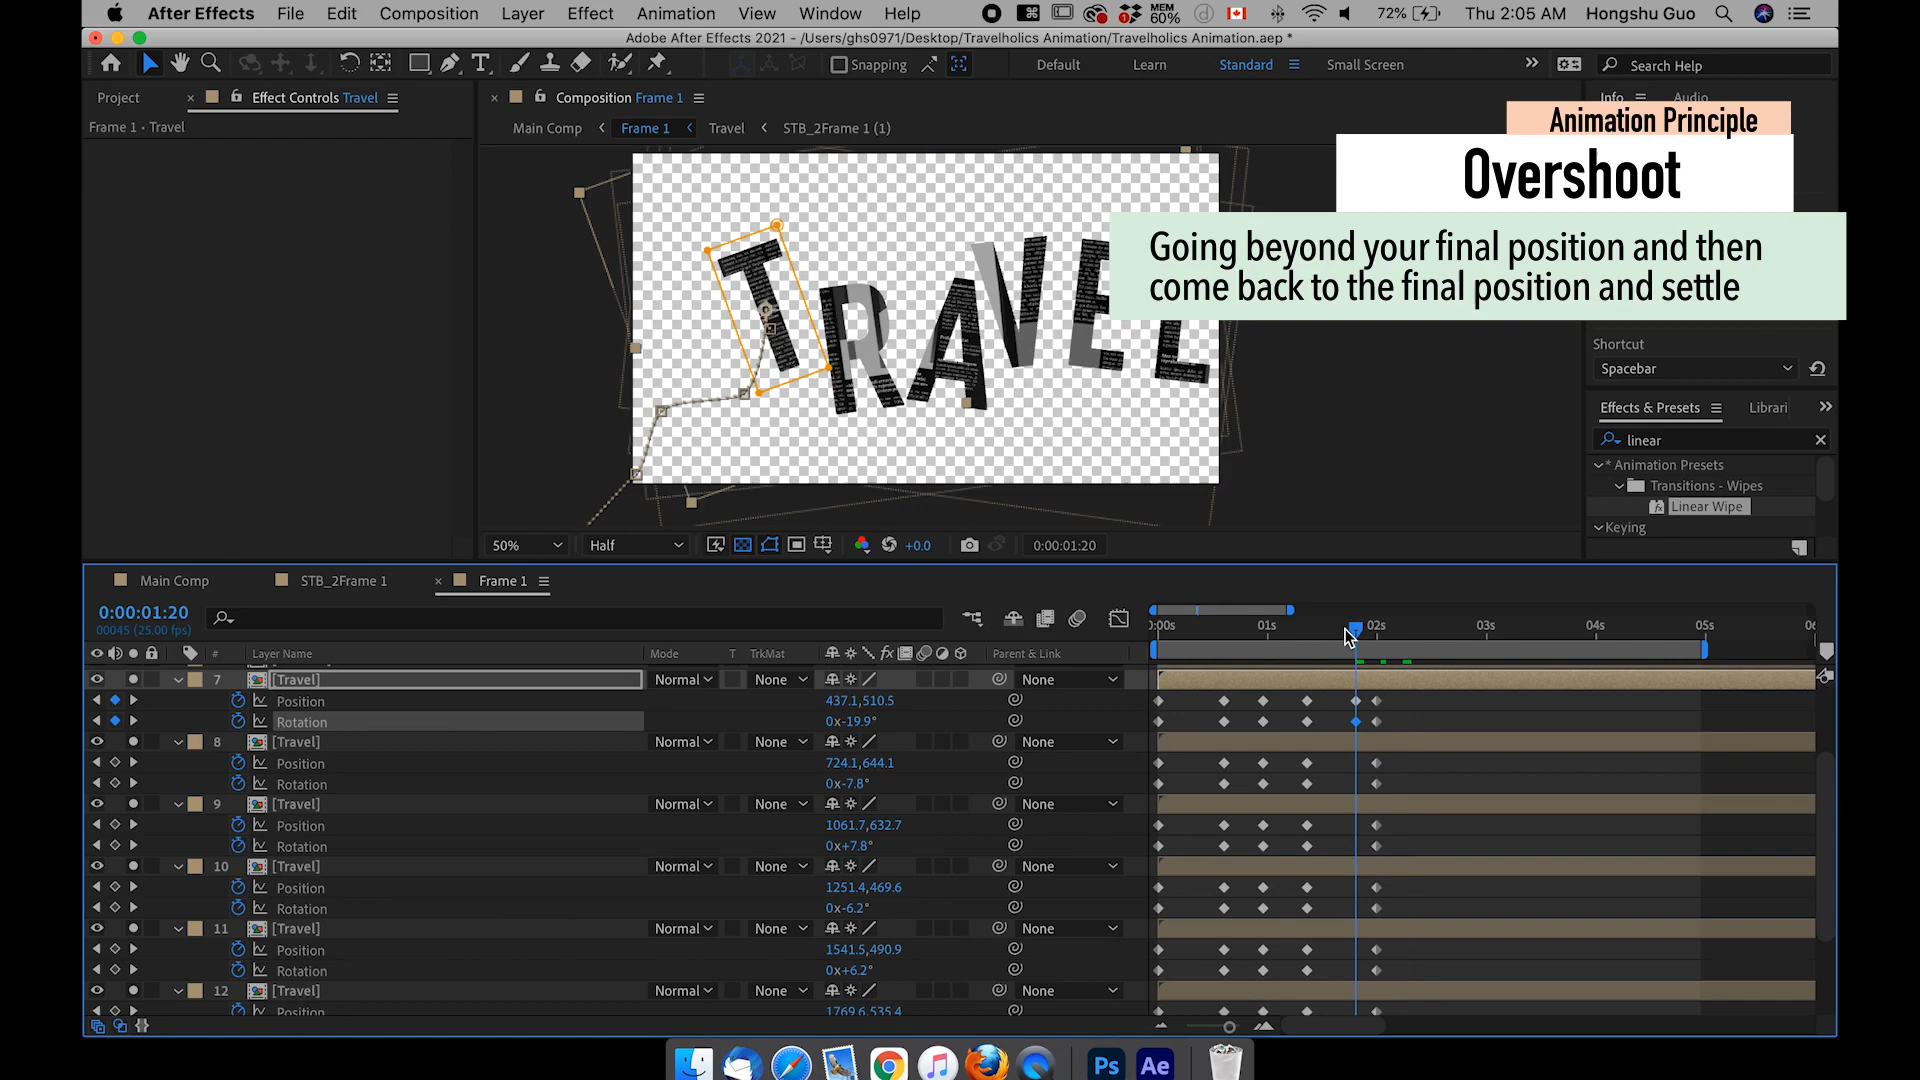 After Effects File Edit Composition Layer Effect Animation View Window Help MEM 60% 72% Thu 2:05 AM Hongshu Guo
Adobe After Effects 2021 - /Users/ghs0971/Desktop/Travelholics Animation/Travelholics Animation.aep *
Snapping Default Learn Standard Small Screen Search Help
Project Effect Controls Travel Composition Frame 1 Info Audio
Frame 1 · Travel Main Comp Frame 1 Travel STB_2Frame 1 (1)
Animation Principle
Overshoot
Going beyond your final position and then
come back to the final position and settle
TRAVEL
Shortcut
Spacebar
Effects & Presets Librari
linear
* Animation Presets
Transitions - Wipes
Linear Wipe
Keying
50% Half +0.0 0:00:01:20
Main Comp STB_2Frame 1 Frame 1
0:00:01:20
00045 (25.00 fps)
0:00s 01s 02s 03s 04s 05s
# Layer Name Mode T TrkMat Parent & Link
7 [Travel] Normal None None
Position 437.1,510.5
Rotation 0x-19.9°
8 [Travel] Normal None None
Position 724.1,644.1
Rotation 0x-7.8°
9 [Travel] Normal None None
Position 1061.7,632.7
Rotation 0x+7.8°
10 [Travel] Normal None None
Position 1251.4,469.6
Rotation 0x-6.2°
11 [Travel] Normal None None
Position 1541.5,490.9
Rotation 0x+6.2°
12 [Travel] Normal None None
Position 1769.6,535.4
Ps Ae